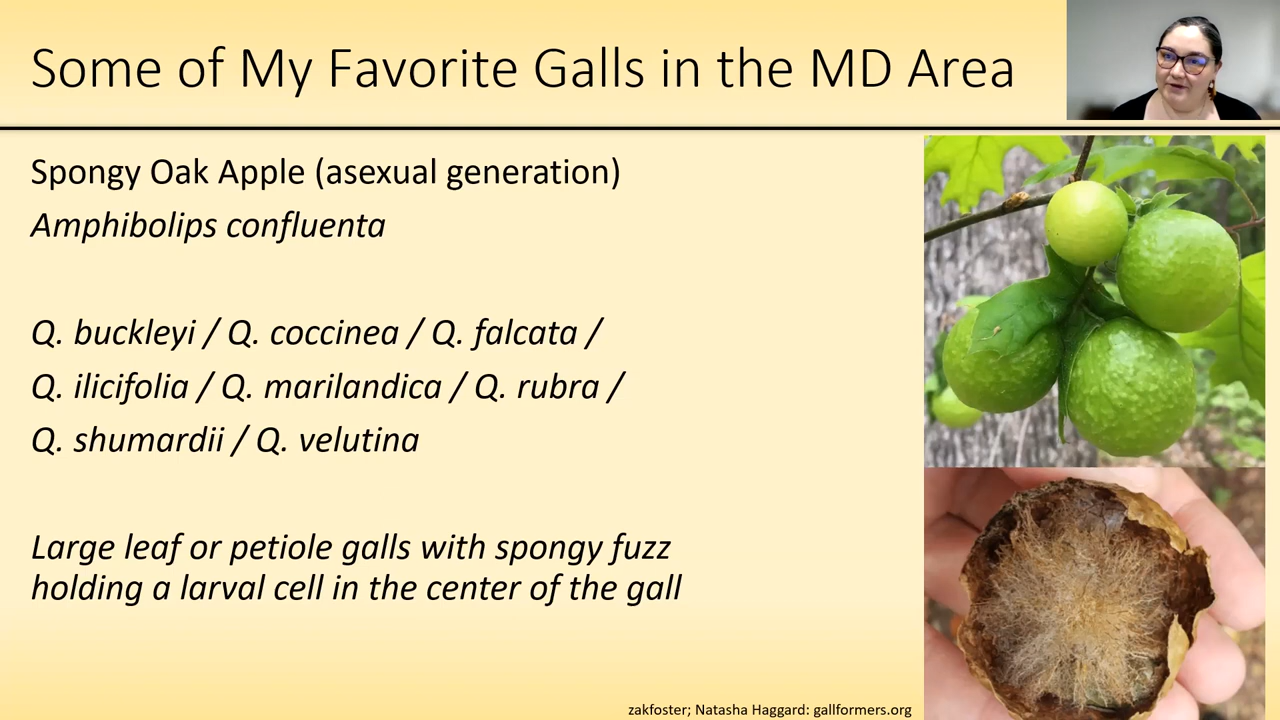 Some of My Favorite Galls in the MD Area
Spongy Oak Apple (asexual generation)
Amphibolips confluenta
Q. buckleyi / Q. coccinea / Q. falcata /
Q. ilicifolia / Q. marilandica / Q. rubra /
Q. shumardii / Q. velutina
Large leaf or petiole galls with spongy fuzz
holding a larval cell in the center of the gall
zakfoster; Natasha Haggard: gallformers.org